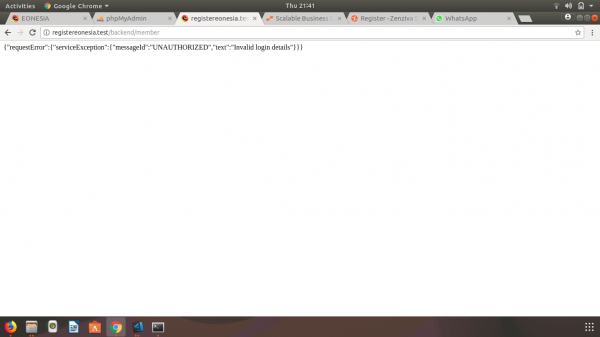 Activities Google Chrome Thu 21:41
EONESIA phpMyAdmin registereonesia.test Scalable Business Register - Zenziva WhatsApp
registereonesia.test/backend/member
{"requestError":{"serviceException":{"messageId":"UNAUTHORIZED","text":"Invalid login details"}}}